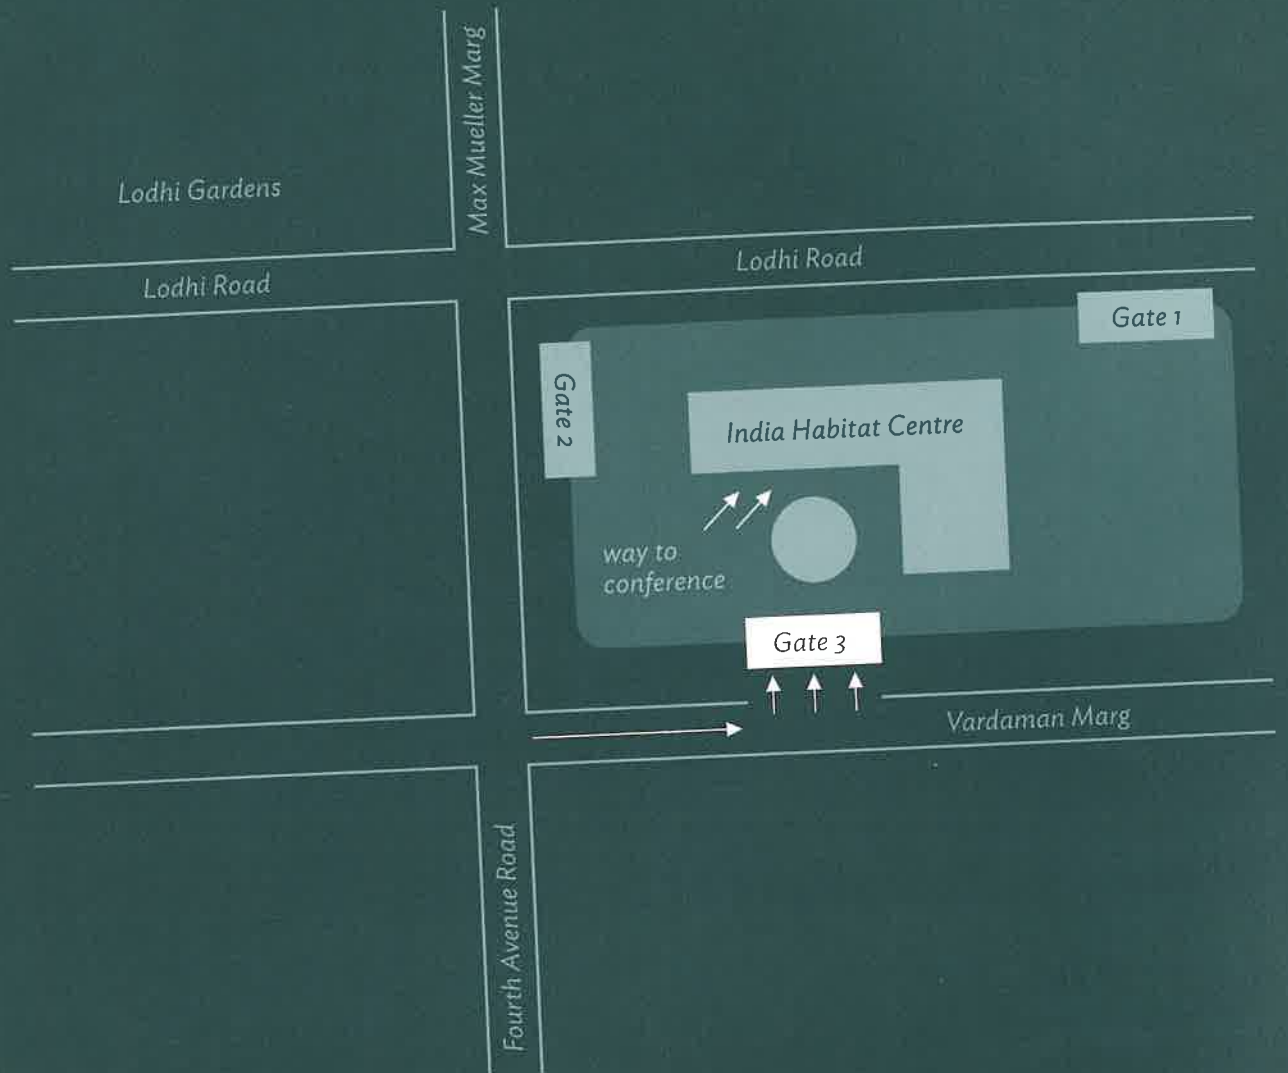 Max Mueller Marg
Lodhi Gardens
Lodhi Road
Lodhi Road
Gate 1
Gate 2
India Habitat Centre
way to
conference
Gate 3
Vardaman Marg
Fourth Avenue Road